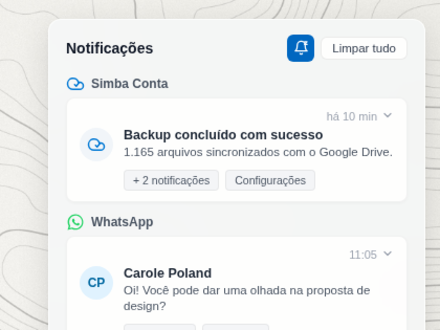 Notificações
Limpar tudo
Simba Conta
há 10 min
Backup concluído com sucesso
1.165 arquivos sincronizados com o Google Drive.
+ 2 notificações
Configurações
WhatsApp
11:05
CP
Carole Poland
Oi! Você pode dar uma olhada na proposta de
design?